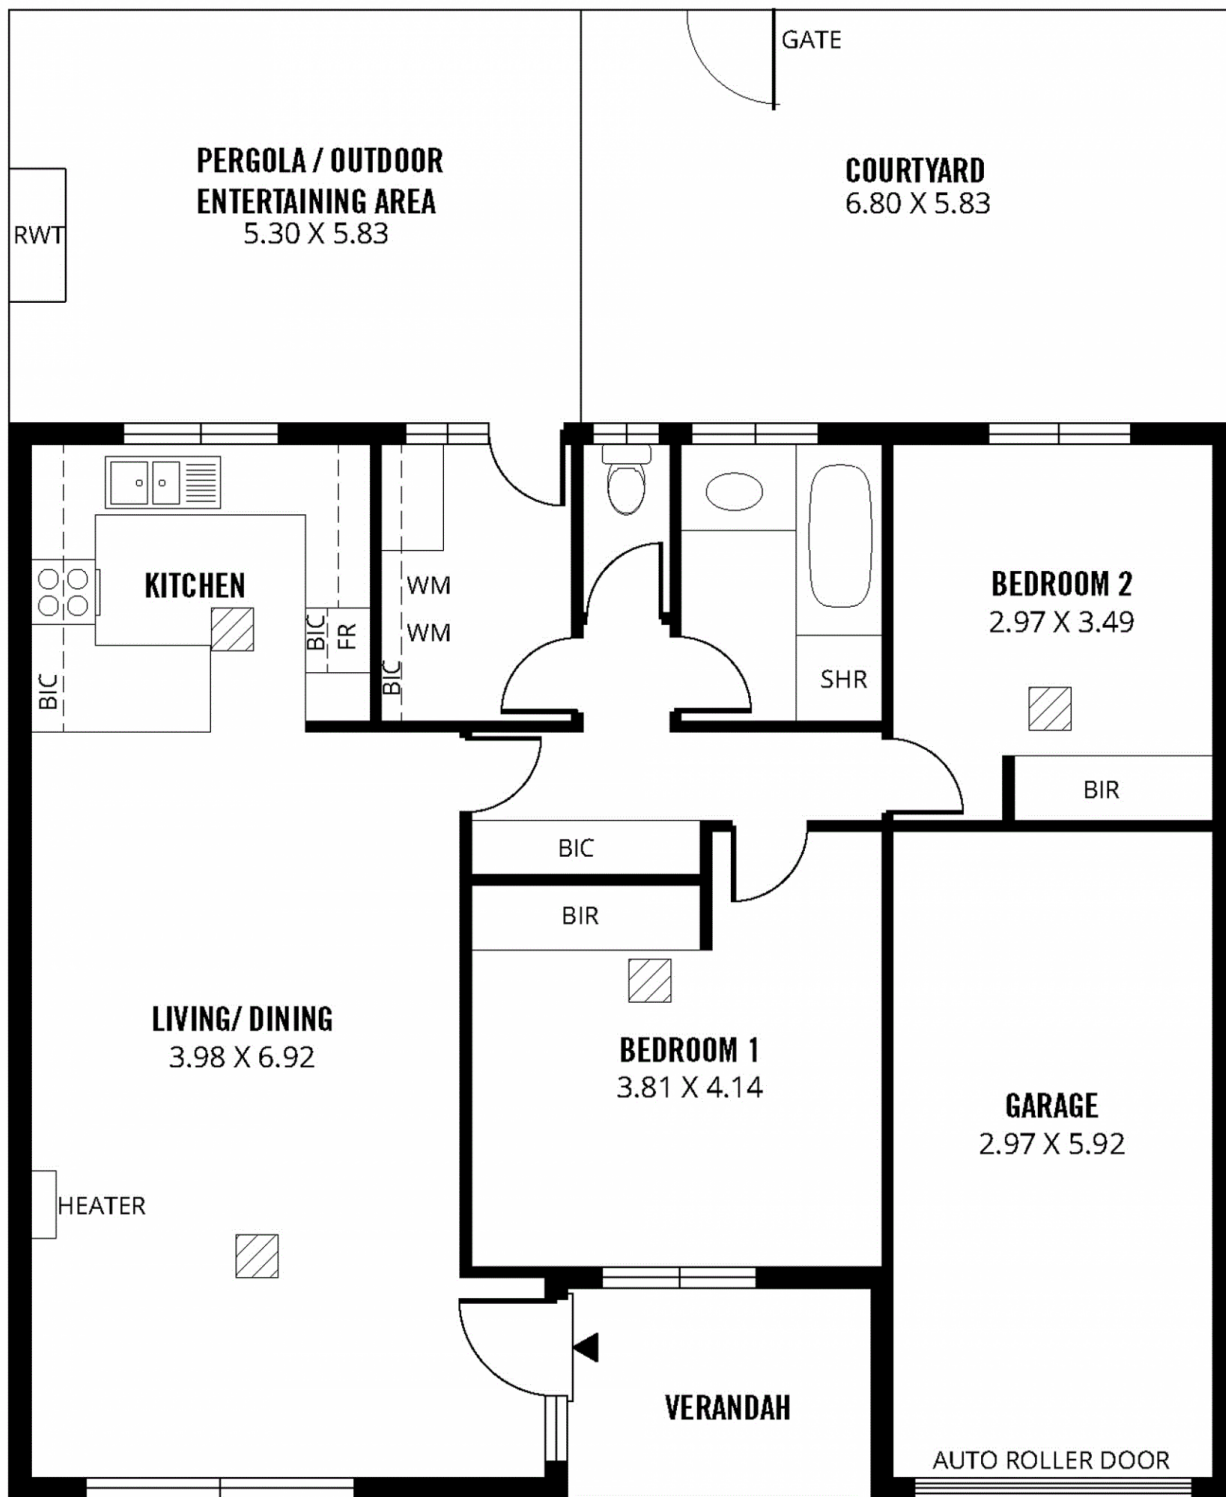 GATE
PERGOLA / OUTDOOR
ENTERTAINING AREA
5.30 X 5.83
COURTYARD
6.80 X 5.83
RWT
KITCHEN
BIC
FR
BIC
WM
WM
BIC
SHR
BEDROOM 2
2.97 X 3.49
BIR
BIC
BIR
LIVING/ DINING
3.98 X 6.92
BEDROOM 1
3.81 X 4.14
GARAGE
2.97 X 5.92
HEATER
VERANDAH
AUTO ROLLER DOOR